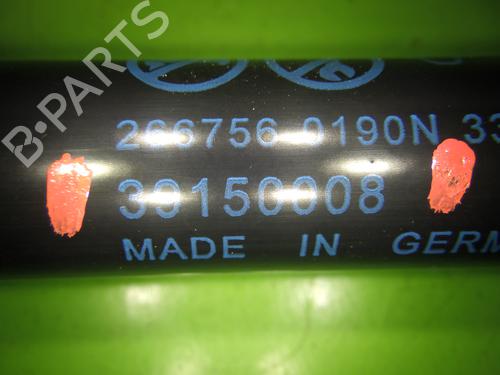 B-PARTS
266756 0190N 33
39150008
MADE IN GERM